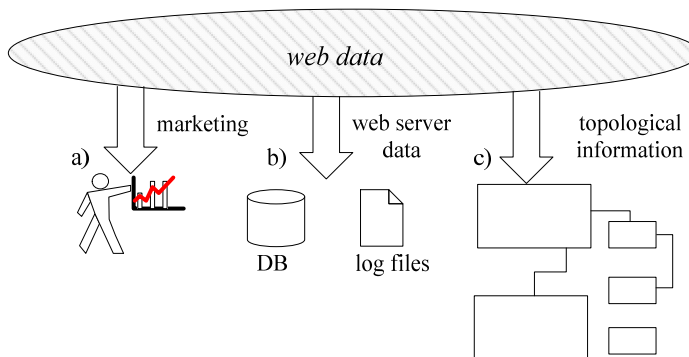 web data
marketing
a)
web server
data
b)
topological
information
c)
DB
log files